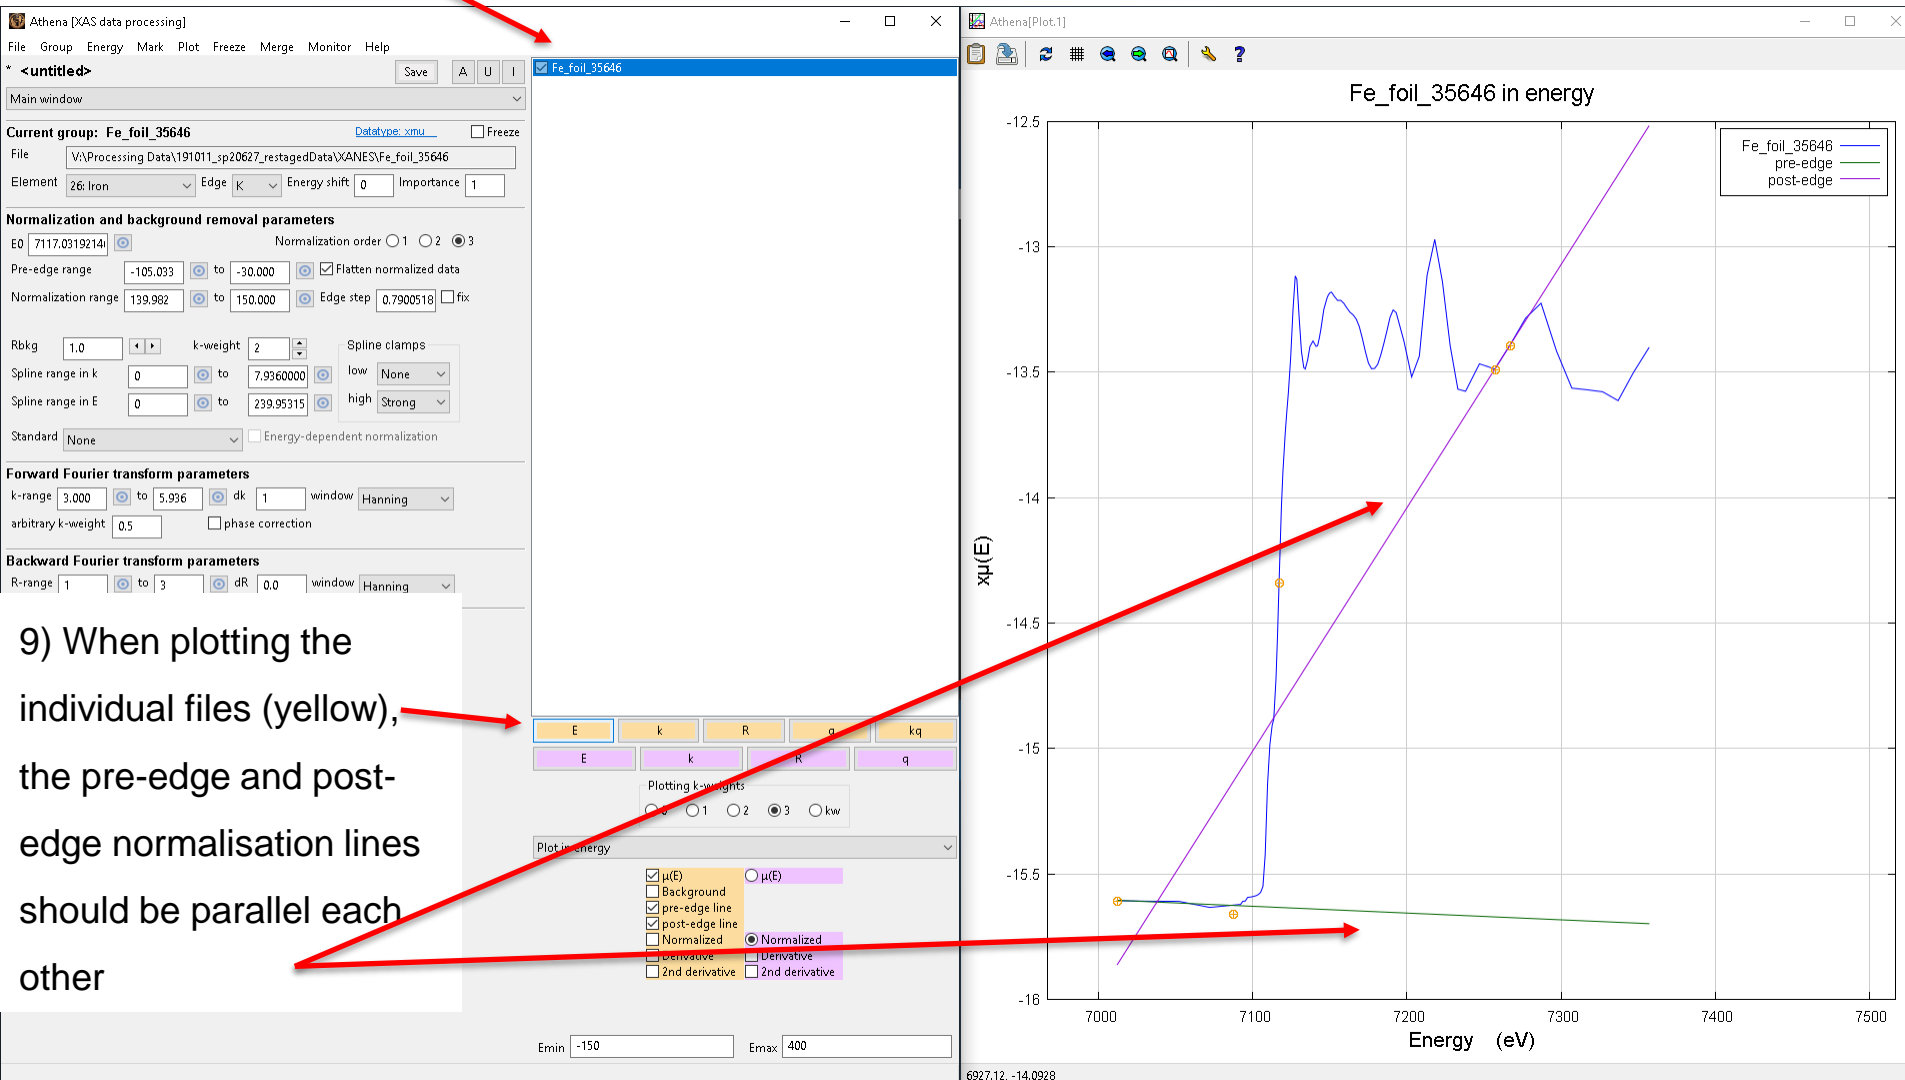 Athena [XAS data processing]
File Group Energy Mark Plot Freeze Merge Monitor Help
* <untitled>
Save A U I
Main window
Current group: Fe_foil_35646 Datatype: xmu Freeze
File V:\Processing Data\191011_sp20627_restagedData\XANES\Fe_foil_35646
Element 26: Iron Edge K Energy shift 0 Importance 1
Normalization and background removal parameters
E0 Normalization order 1 2 3
Pre-edge range -105.033 to -30.000 Flatten normalized data
Normalization range 139.982 to 150.000 Edge step 0.7900518 fix
Rbkg 1.0 k-weight 2 Spline clamps
Spline range in k 0 to 7.9360000 low None
Spline range in E 0 to 239.95315 high Strong
Standard None Energy-dependent normalization
Forward Fourier transform parameters
k-range 3.000 to 5.936 dk 1 window Hanning
arbitrary k-weight 0.5 phase correction
Backward Fourier transform parameters
R-range 1 to 3 dR 0.0 window Hanning
9) When plotting the
individual files (yellow),
the pre-edge and post-
edge normalisation lines
should be parallel each
other
Fe_foil_35646
E k R q kq
E k R q
Plotting k-weights
0 1 2 3 kw
Plot in energy
μ(E) μ(E)
Background
pre-edge line
post-edge line
Normalized Normalized
Derivative Derivative
2nd derivative 2nd derivative
Emin -150 Emax 400
Athena[Plot.1]
Fe_foil_35646 in energy
Fe_foil_35646
pre-edge
post-edge
-12.5
-13
-13.5
-14
-14.5
-15
-15.5
-16
xμ(E)
7000 7100 7200 7300 7400 7500
Energy (eV)
6927.12, -14.0928